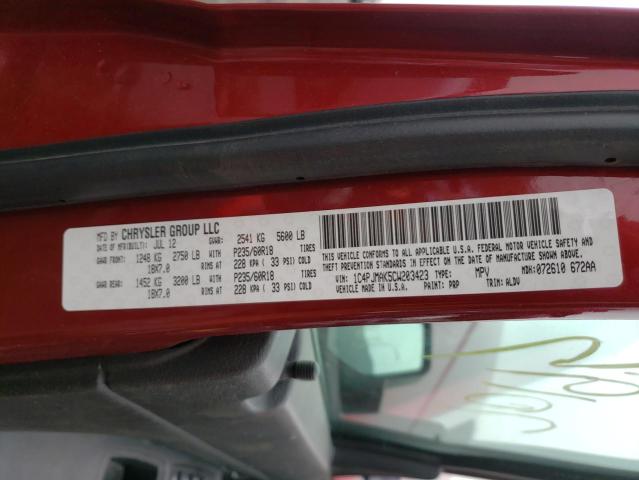 MFD BY CHRYSLER GROUP LLC
DATE OF MFR(BUILT): JUL 12 GVWR: 2541 KG 5600 LB
GAWR FRONT: 1248 KG 2750 LB WITH P235/60R18 TIRES
18X7.0 228 KPA ( 33 PSI) COLD
GAWR REAR: 1452 KG 3200 LB WITH P235/60R18 TIRES
18X7.0 228 KPA ( 33 PSI) COLD
THIS VEHICLE CONFORMS TO ALL APPLICABLE U.S.A. FEDERAL MOTOR VEHICLE SAFETY, BUMPER AND
THEFT PREVENTION STANDARDS IN EFFECT ON THE DATE OF MANUFACTURE SHOWN ABOVE.
VIN: 1C4PJMAK5CW203423 TYPE: MPV MDH: 072610 672AA
VEHICLE MADE IN U.S.A. PAINT: PRP TRIM: ALDV